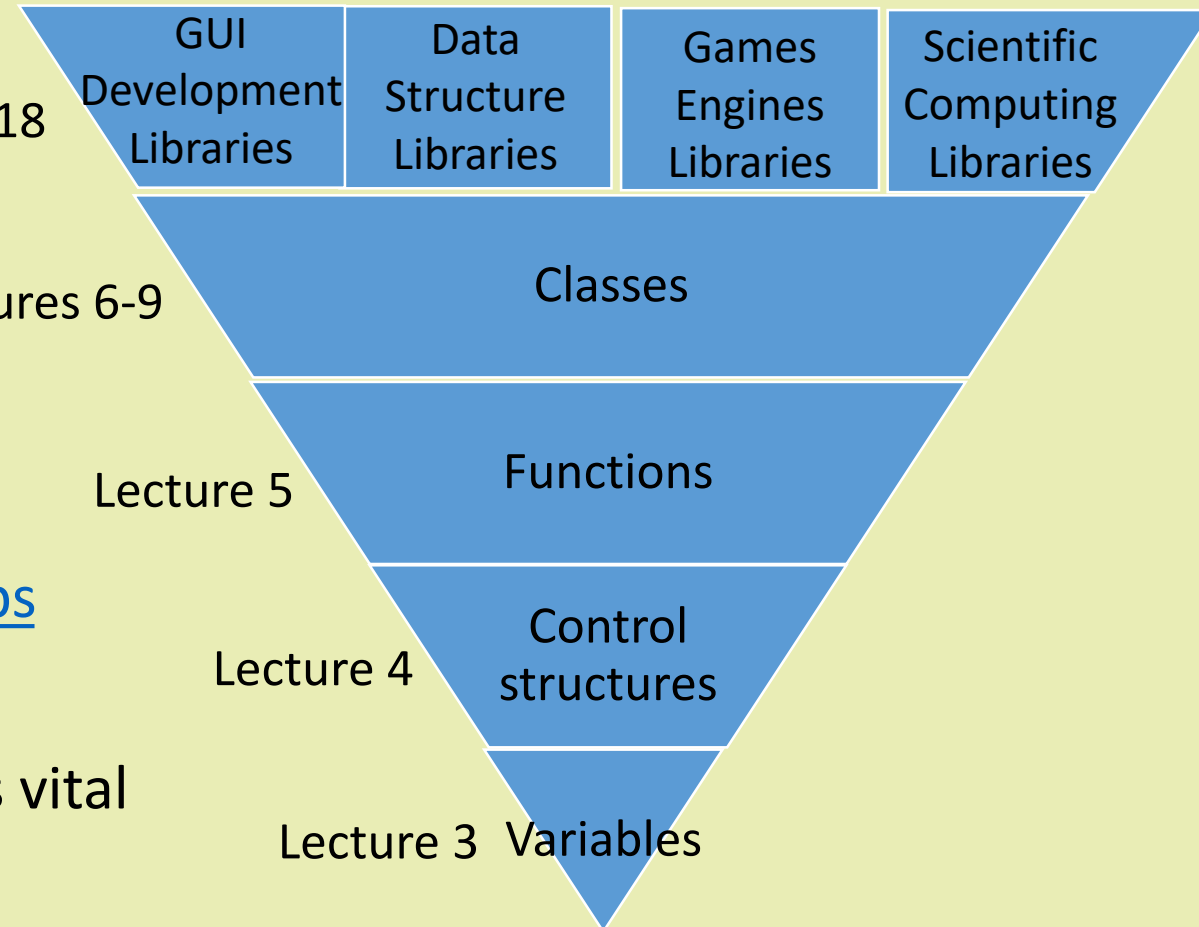 GUI
Development
Libraries
Data
Structure
Libraries
Games
Engines
Libraries
Scientific
Computing
Libraries
18
Classes
ures 6-9
Functions
Lecture 5
os
Control
structures
Lecture 4
s vital
Lecture 3
Variables